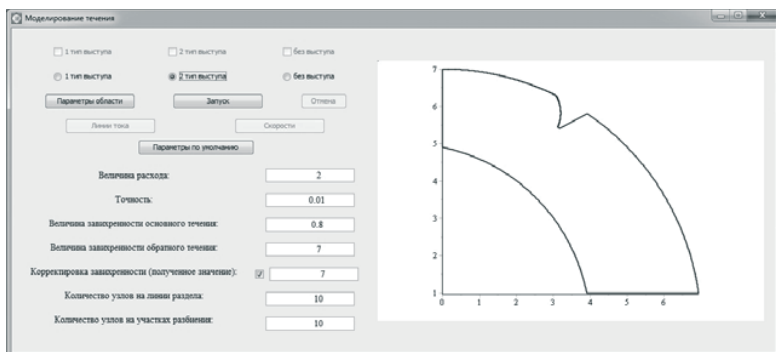 Моделирование течения
1 тип выступа 2 тип выступа без выступа
1 тип выступа 2 тип выступа без выступа
Параметры области Запуск Отмена
Линии тока Скорости
Параметры по умолчанию
Величина расхода: 2
Точность: 0.01
Величина завихренности основного течения: 0.8
Величина завихренности обратного течения: 7
Корректировка завихренности (полученное значение): 7
Количество узлов на линии раздела: 10
Количество узлов на участках разбиения: 10
7
6
5
4
3
2
1
0 1 2 3 4 5 6